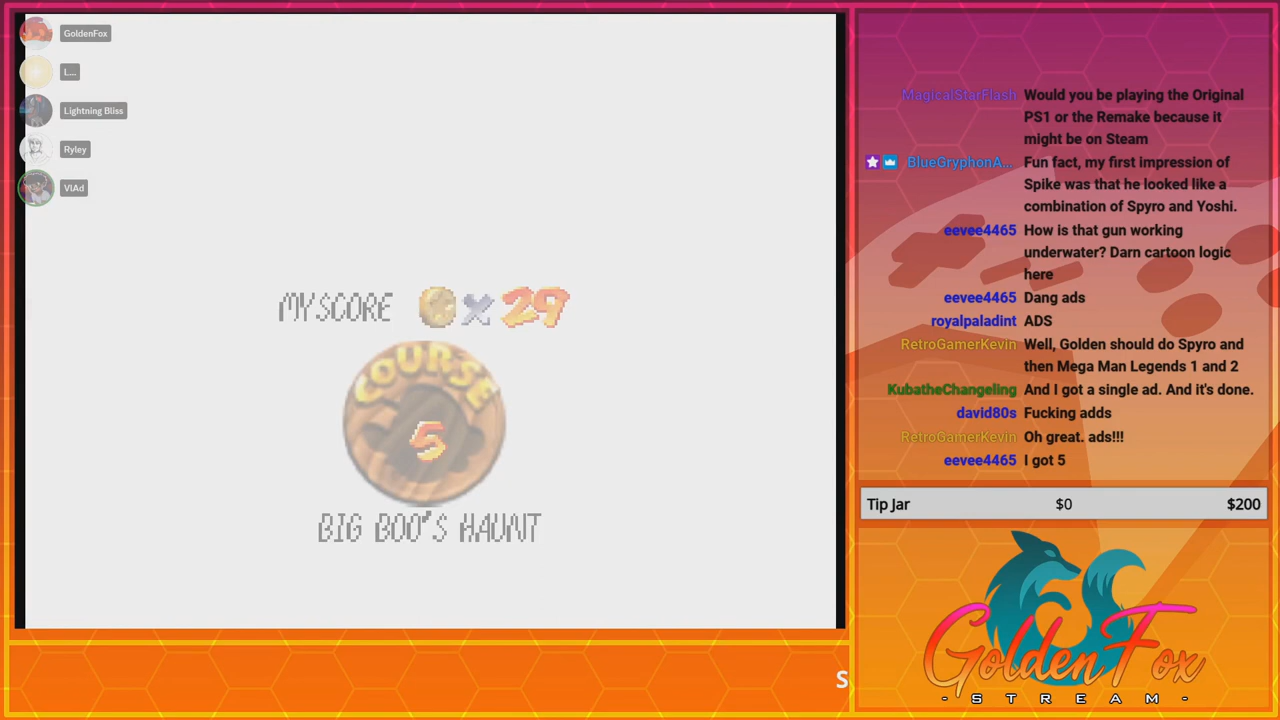 GoldenFox
L...
Lightning Bliss
Ryley
VlAd
MY SCORE × 29
COURSE
5
BIG BOO'S HAUNT
MagicalStarFlash Would you be playing the Original
PS1 or the Remake because it
might be on Steam
BlueGryphonA... Fun fact, my first impression of
Spike was that he looked like a
combination of Spyro and Yoshi.
eevee4465 How is that gun working
underwater? Darn cartoon logic
here
eevee4465 Dang ads
royalpaladint ADS
RetroGamerKevin Well, Golden should do Spyro and
then Mega Man Legends 1 and 2
KubatheChangeling And I got a single ad. And it's done.
david80s Fucking adds
RetroGamerKevin Oh great. ads!!!
eevee4465 I got 5
Tip Jar $0 $200
GoldenFox
- STREAM -
S